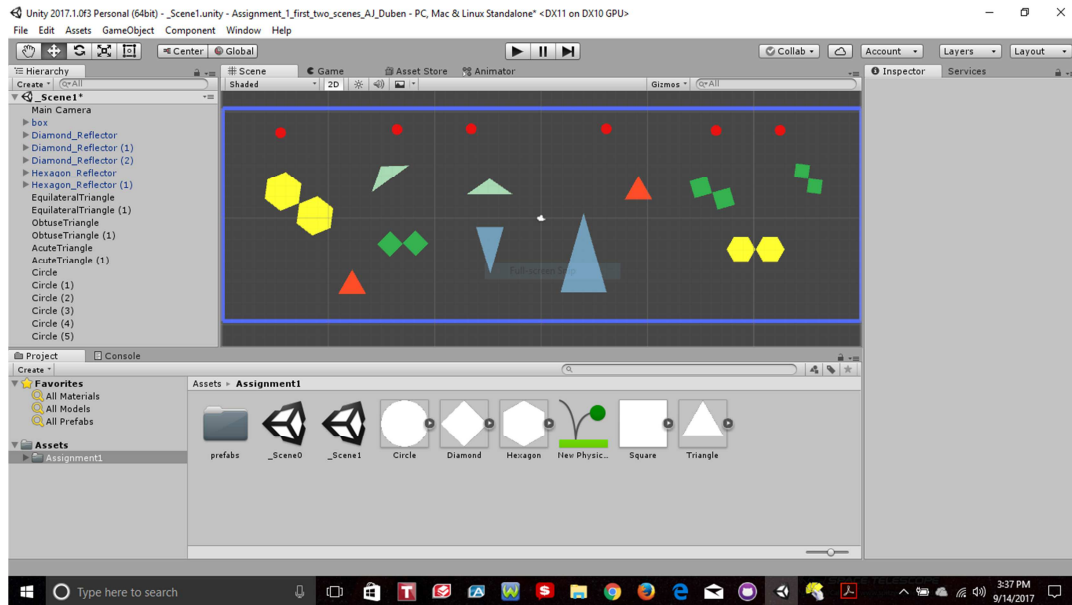 Unity 2017.1.0f3 Personal (64bit) - _Scene1.unity - Assignment_1_first_two_scenes_AJ_Duben - PC, Mac & Linux Standalone* <DX11 on DX10 GPU>
File Edit Assets GameObject Component Window Help
Center Global Collab Account Layers Layout
Hierarchy Scene Game Asset Store Animator Inspector Services
Create All Shaded 2D Gizmos All
_Scene1*
Main Camera
box
Diamond_Reflector
Diamond_Reflector (1)
Diamond_Reflector (2)
Hexagon_Reflector
Hexagon_Reflector (1)
EquilateralTriangle
EquilateralTriangle (1)
ObtuseTriangle
ObtuseTriangle (1)
AcuteTriangle
AcuteTriangle (1)
Circle
Circle (1)
Circle (2)
Circle (3)
Circle (4)
Circle (5)
Full-screen Snip
Project Console
Create
Favorites
All Materials
All Models
All Prefabs
Assets
Assignment1
Assets Assignment1
prefabs _Scene0 _Scene1 Circle Diamond Hexagon New Physic... Square Triangle
Type here to search
3:37 PM
9/14/2017